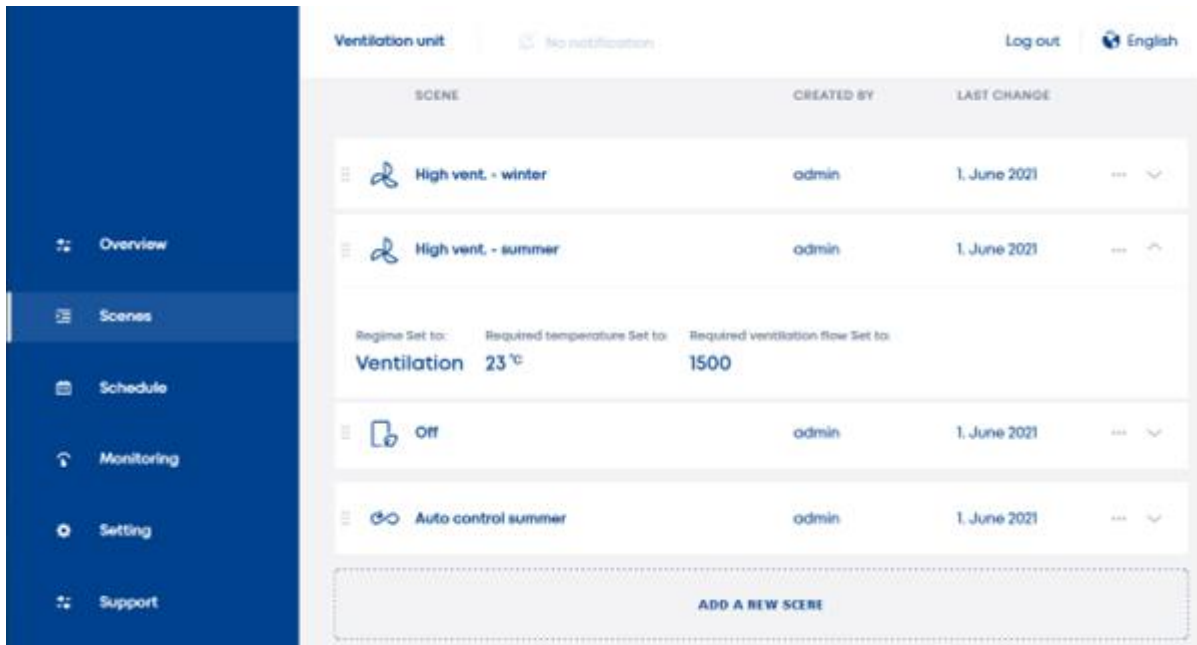 Ventilation unit
No notification
Log out
English
SCENE
CREATED BY
LAST CHANGE
High vent. - winter
admin
1. June 2021
Overview
High vent. - summer
admin
1. June 2021
Scenes
Regime Set to:
Required temperature Set to:
Required ventilation flow Set to:
Ventilation
23 °C
1500
Schedule
Off
admin
1. June 2021
Monitoring
Setting
Auto control summer
admin
1. June 2021
Support
ADD A NEW SCENE